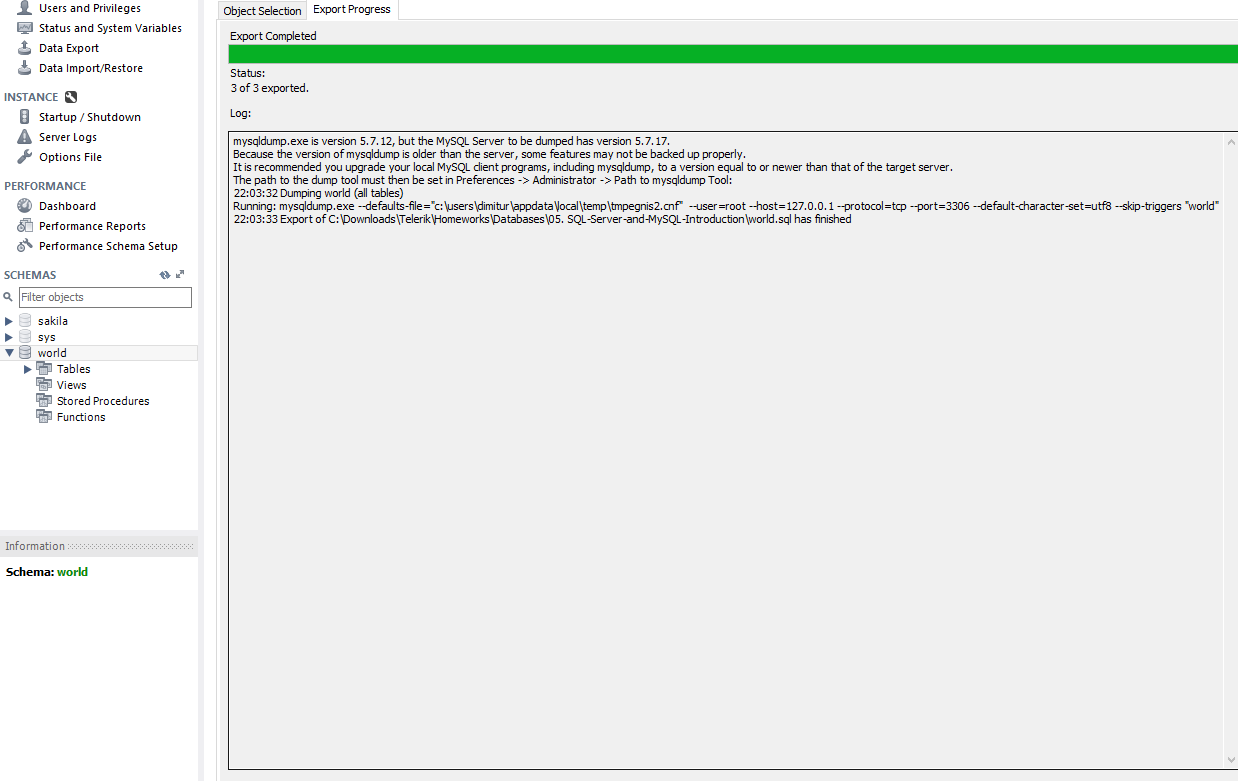 Users and Privileges
Status and System Variables
Data Export
Data Import/Restore
INSTANCE
Startup / Shutdown
Server Logs
Options File
PERFORMANCE
Dashboard
Performance Reports
Performance Schema Setup
SCHEMAS
Filter objects
sakila
sys
world
Tables
Views
Stored Procedures
Functions
Information
Schema: world
Object Selection
Export Progress
Export Completed
Status:
3 of 3 exported.
Log:
mysqldump.exe is version 5.7.12, but the MySQL Server to be dumped has version 5.7.17.
Because the version of mysqldump is older than the server, some features may not be backed up properly.
It is recommended you upgrade your local MySQL client programs, including mysqldump, to a version equal to or newer than that of the target server.
The path to the dump tool must then be set in Preferences -> Administrator -> Path to mysqldump Tool:
22:03:32 Dumping world (all tables)
Running: mysqldump.exe --defaults-file="c:\users\dimitur\appdata\local\temp\tmpegnis2.cnf"  --user=root --host=127.0.0.1 --protocol=tcp --port=3306 --default-character-set=utf8 --skip-triggers "world"
22:03:33 Export of C:\Downloads\Telerik\Homeworks\Databases\05. SQL-Server-and-MySQL-Introduction\world.sql has finished